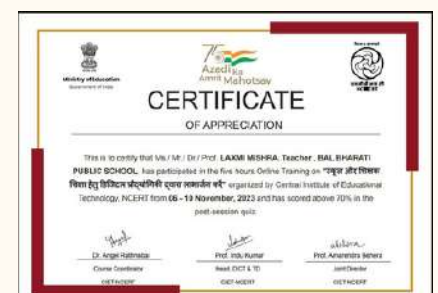 Ministry of Education
Government of India
75
Azadi Ka
Amrit Mahotsav
CERTIFICATE
OF APPRECIATION
This is to certify that Ms / Mr / Dr / Prof. LAXMI MISHRA, Teacher , BAL BHARATI
PUBLIC SCHOOL, has participated in the five hours Online Training on "स्कूल और शिक्षक
शिक्षा हेतु डिजिटल प्रौद्योगिकी द्वारा" organized by Central Institute of Educational
Technology, NCERT from 06 - 10 November, 2023 and has scored above 70% in the
post-session quiz.
Dr. Angel Rathnabai
Prof. Indu Kumar
Prof. Amarendra Behera
Course Coordinator
Head, DICT & TD
Joint Director
CIET-NCERT
CIET-NCERT
CIET-NCERT